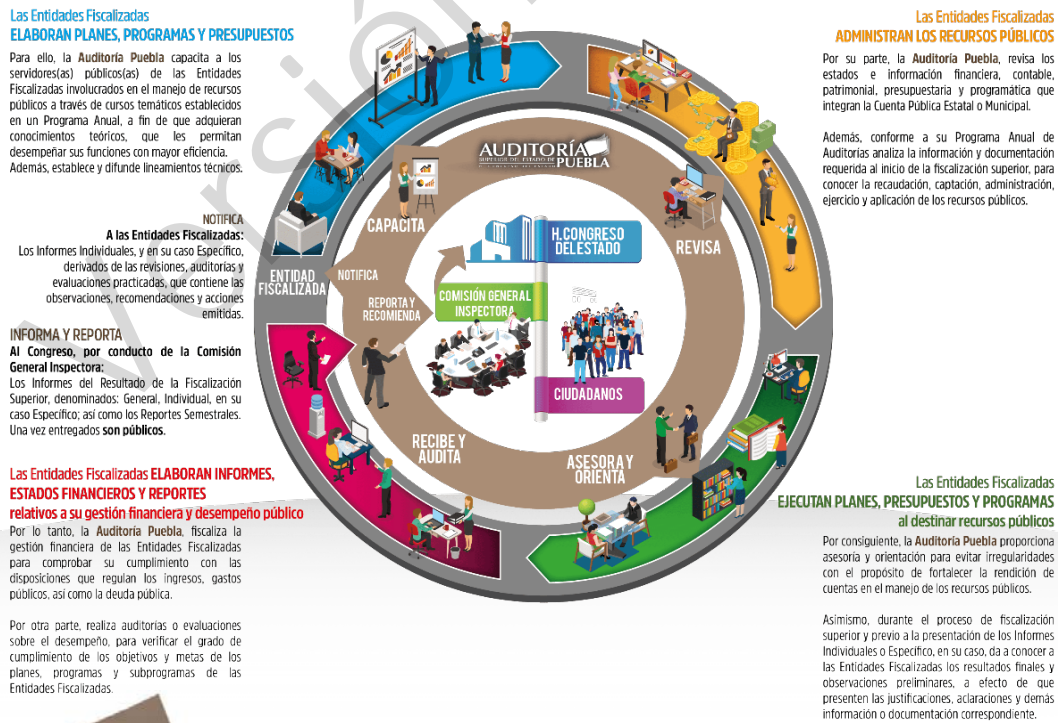 Las Entidades Fiscalizadas
ELABORAN PLANES, PROGRAMAS Y PRESUPUESTOS
Para ello, la Auditoría Puebla capacita a los
servidores(as) públicos(as) de las Entidades
Fiscalizadas involucrados en el manejo de recursos
públicos a través de cursos temáticos establecidos
en un Programa Anual, a fin de que adquieran
conocimientos teóricos, que les permitan
desempeñar sus funciones con mayor eficiencia.
Además, establece y difunde lineamientos técnicos.
NOTIFICA
A las Entidades Fiscalizadas:
Los Informes Individuales, y en su caso Específico,
derivados de las revisiones, auditorías y
evaluaciones practicadas, que contiene las
observaciones, recomendaciones y acciones
emitidas.
INFORMA Y REPORTA
Al Congreso, por conducto de la Comisión
General Inspectora:
Los Informes del Resultado de la Fiscalización
Superior, denominados: General, Individual, en su
caso Específico; así como los Reportes Semestrales.
Una vez entregados son públicos.
Las Entidades Fiscalizadas ELABORAN INFORMES,
ESTADOS FINANCIEROS Y REPORTES
relativos a su gestión financiera y desempeño público
Por lo tanto, la Auditoría Puebla, fiscaliza la
gestión financiera de las Entidades Fiscalizadas
para comprobar su cumplimiento con las
disposiciones que regulan los ingresos, gastos
públicos, así como la deuda pública.
Por otra parte, realiza auditorías o evaluaciones
sobre el desempeño, para verificar el grado de
cumplimiento de los objetivos y metas de los
planes, programas y subprogramas de las
Entidades Fiscalizadas.
Versión
AUDITORÍA
SUPERIOR DEL ESTADO DE PUEBLA
CAPACITA
REVISA
ENTIDAD
FISCALIZADA
NOTIFICA
REPORTA Y
RECOMIENDA
H. CONGRESO
DEL ESTADO
COMISIÓN GENERAL
INSPECTORA
CIUDADANOS
RECIBE Y
AUDITA
ASESORA Y
ORIENTA
Las Entidades Fiscalizadas
ADMINISTRAN LOS RECURSOS PÚBLICOS
Por su parte, la Auditoría Puebla, revisa los
estados e información financiera, contable,
patrimonial, presupuestaria y programática que
integran la Cuenta Pública Estatal o Municipal.
Además, conforme a su Programa Anual de
Auditorías analiza la información y documentación
requerida al inicio de la fiscalización superior, para
conocer la recaudación, captación, administración,
ejercicio y aplicación de los recursos públicos.
Las Entidades Fiscalizadas
EJECUTAN PLANES, PRESUPUESTOS Y PROGRAMAS
al destinar recursos públicos
Por consiguiente, la Auditoría Puebla proporciona
asesoría y orientación para evitar irregularidades
con el propósito de fortalecer la rendición de
cuentas en el manejo de los recursos públicos.
Asimismo, durante el proceso de fiscalización
superior y previo a la presentación de los Informes
Individuales o Específico, en su caso, da a conocer a
las Entidades Fiscalizadas los resultados finales y
observaciones preliminares, a efecto de que
presenten las justificaciones, aclaraciones y demás
información o documentación correspondiente.